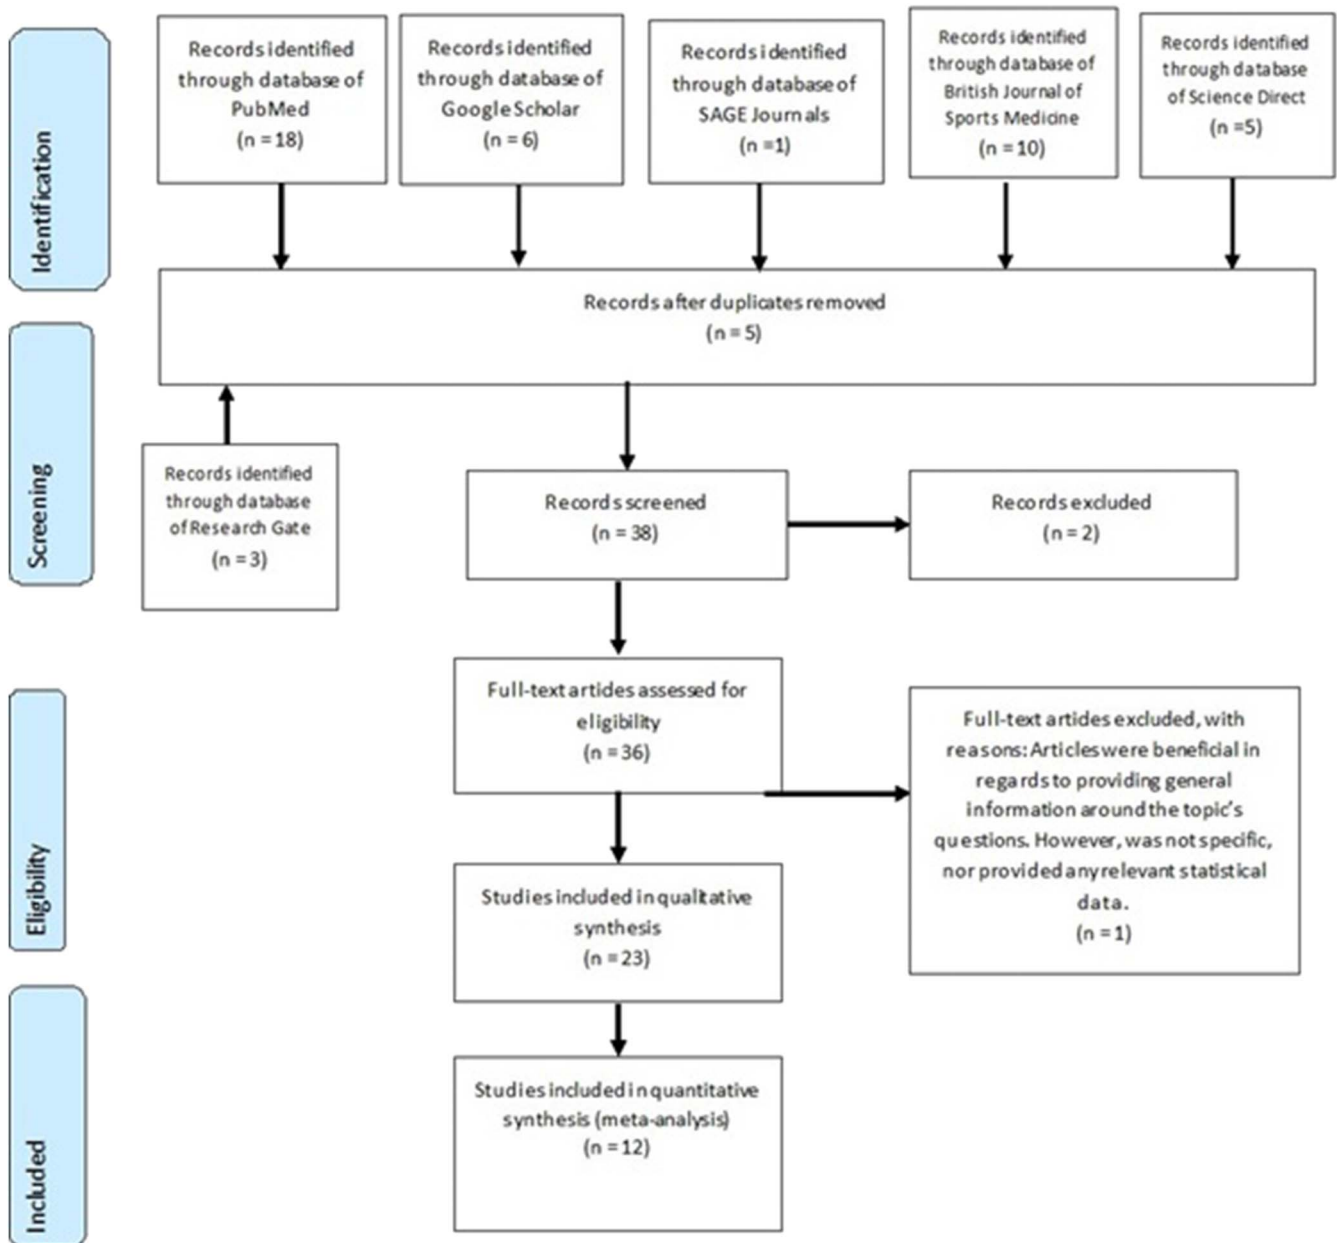 Identification
Records identified
through database of
PubMed
(n = 18)
Records identified
through database of
Google Scholar
(n = 6)
Records identified
through database of
SAGE Journals
(n =1)
Records identified
through database of
British Journal of
Sports Medicine
(n = 10)
Records identified
through database
of Science Direct
(n =5)
Records after duplicates removed
(n = 5)
Screening
Records identified
through database
of Research Gate
(n = 3)
Records screened
(n = 38)
Records excluded
(n = 2)
Eligibility
Full-text articles assessed for
eligibility
(n = 36)
Full-text articles excluded, with
reasons: Articles were beneficial in
regards to providing general
information around the topic's
questions. However, was not specific,
nor provided any relevant statistical
data.
(n = 1)
Studies included in qualitative
synthesis
(n = 23)
Included
Studies included in quantitative
synthesis (meta-analysis)
(n = 12)